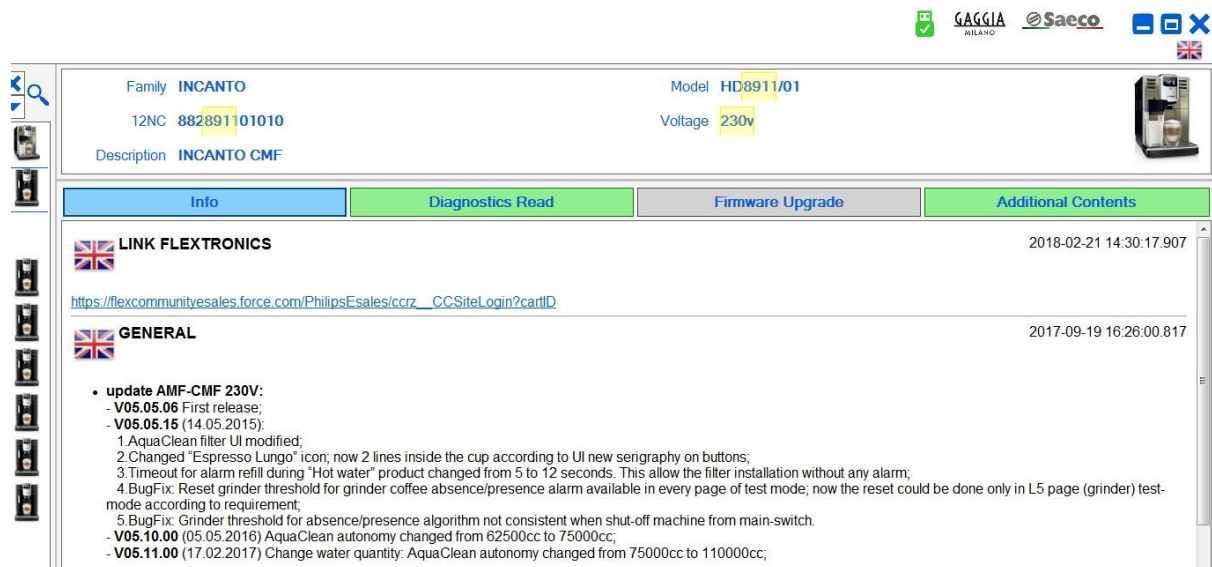 GAGGIA
MILANO
Saeco
Family INCANTO
Model HD8911/01
12NC 882891101010
Voltage 230v
Description INCANTO CMF
Info
Diagnostics Read
Firmware Upgrade
Additional Contents
LINK FLEXTRONICS
2018-02-21 14:30:17.907
https://flexcommunityesales.force.com/PhilipsEsales/ccrz__CCSiteLogin?cartID
GENERAL
2017-09-19 16:26:00.817
• update AMF-CMF 230V:
- V05.05.06 First release;
- V05.05.15 (14.05.2015):
1.AquaClean filter UI modified;
2.Changed “Espresso Lungo” icon; now 2 lines inside the cup according to UI new serigraphy on buttons;
3.Timeout for alarm refill during “Hot water” product changed from 5 to 12 seconds. This allow the filter installation without any alarm;
4.BugFix: Reset grinder threshold for grinder coffee absence/presence alarm available in every page of test mode; now the reset could be done only in L5 page (grinder) test-
mode according to requirement;
5.BugFix: Grinder threshold for absence/presence algorithm not consistent when shut-off machine from main-switch.
- V05.10.00 (05.05.2016) AquaClean autonomy changed from 62500cc to 75000cc;
- V05.11.00 (17.02.2017) Change water quantity: AquaClean autonomy changed from 75000cc to 110000cc;